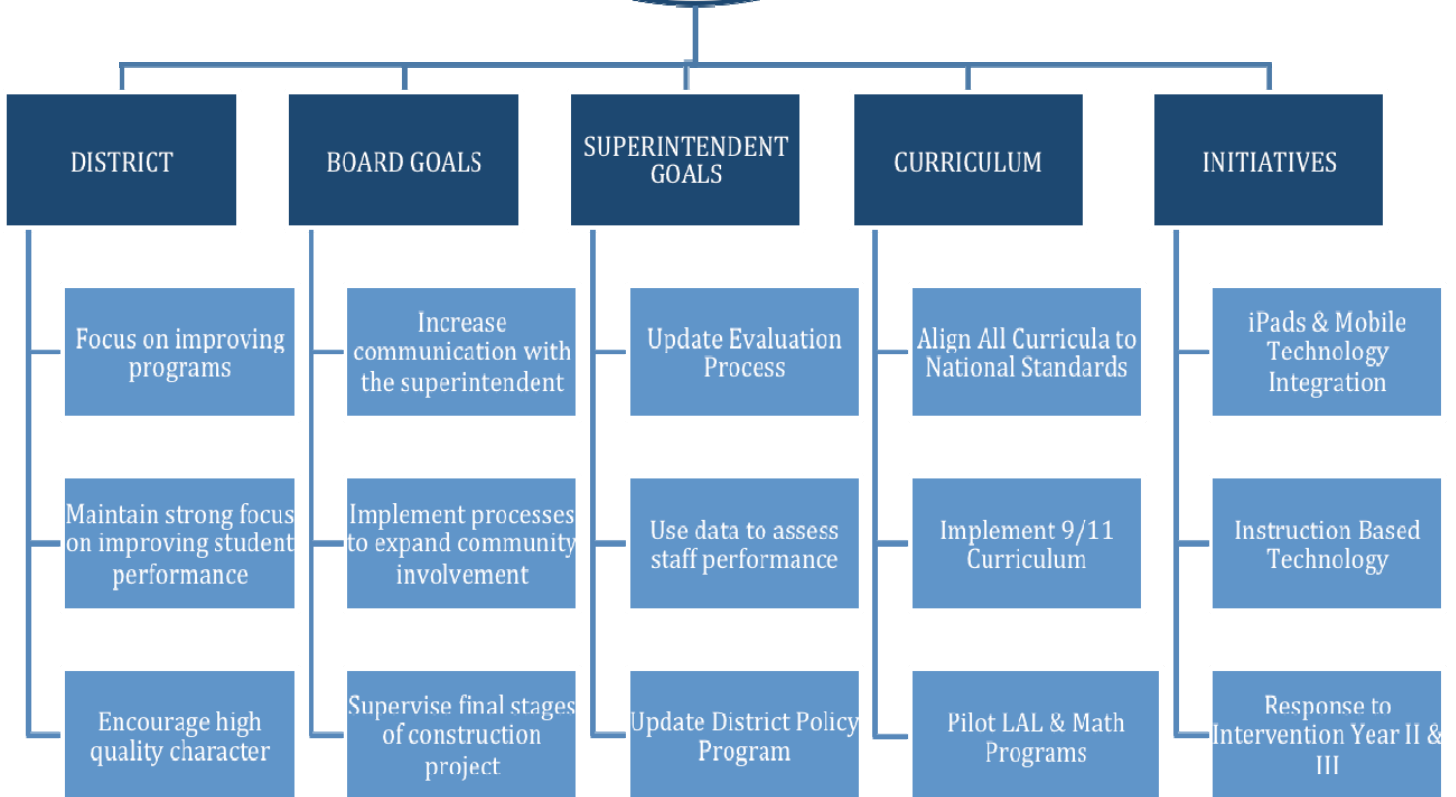 DISTRICT
BOARD GOALS
SUPERINTENDENT
GOALS
CURRICULUM
INITIATIVES
Focus on improving
programs
Increase
communication with
the superintendent
Update Evaluation
Process
Align All Curricula to
National Standards
iPads & Mobile
Technology
Integration
Maintain strong focus
on improving student
performance
Implement processes
to expand community
involvement
Use data to assess
staff performance
Implement 9/11
Curriculum
Instruction Based
Technology
Encourage high
quality character
Supervise final stages
of construction
project
Update District Policy
Program
Pilot LAL & Math
Programs
Response to
Intervention Year II &
III